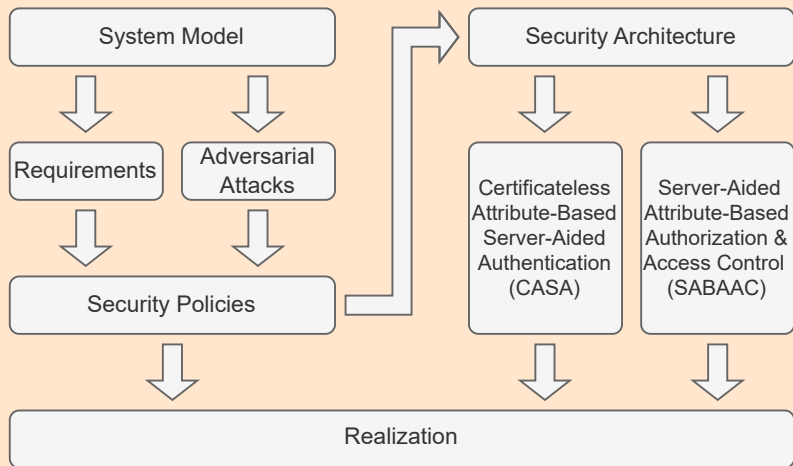 System Model
Requirements
Adversarial
Attacks
Security Policies
Security Architecture
Certificateless
Attribute-Based
Server-Aided
Authentication
(CASA)
Server-Aided
Attribute-Based
Authorization &
Access Control
(SABAAC)
Realization